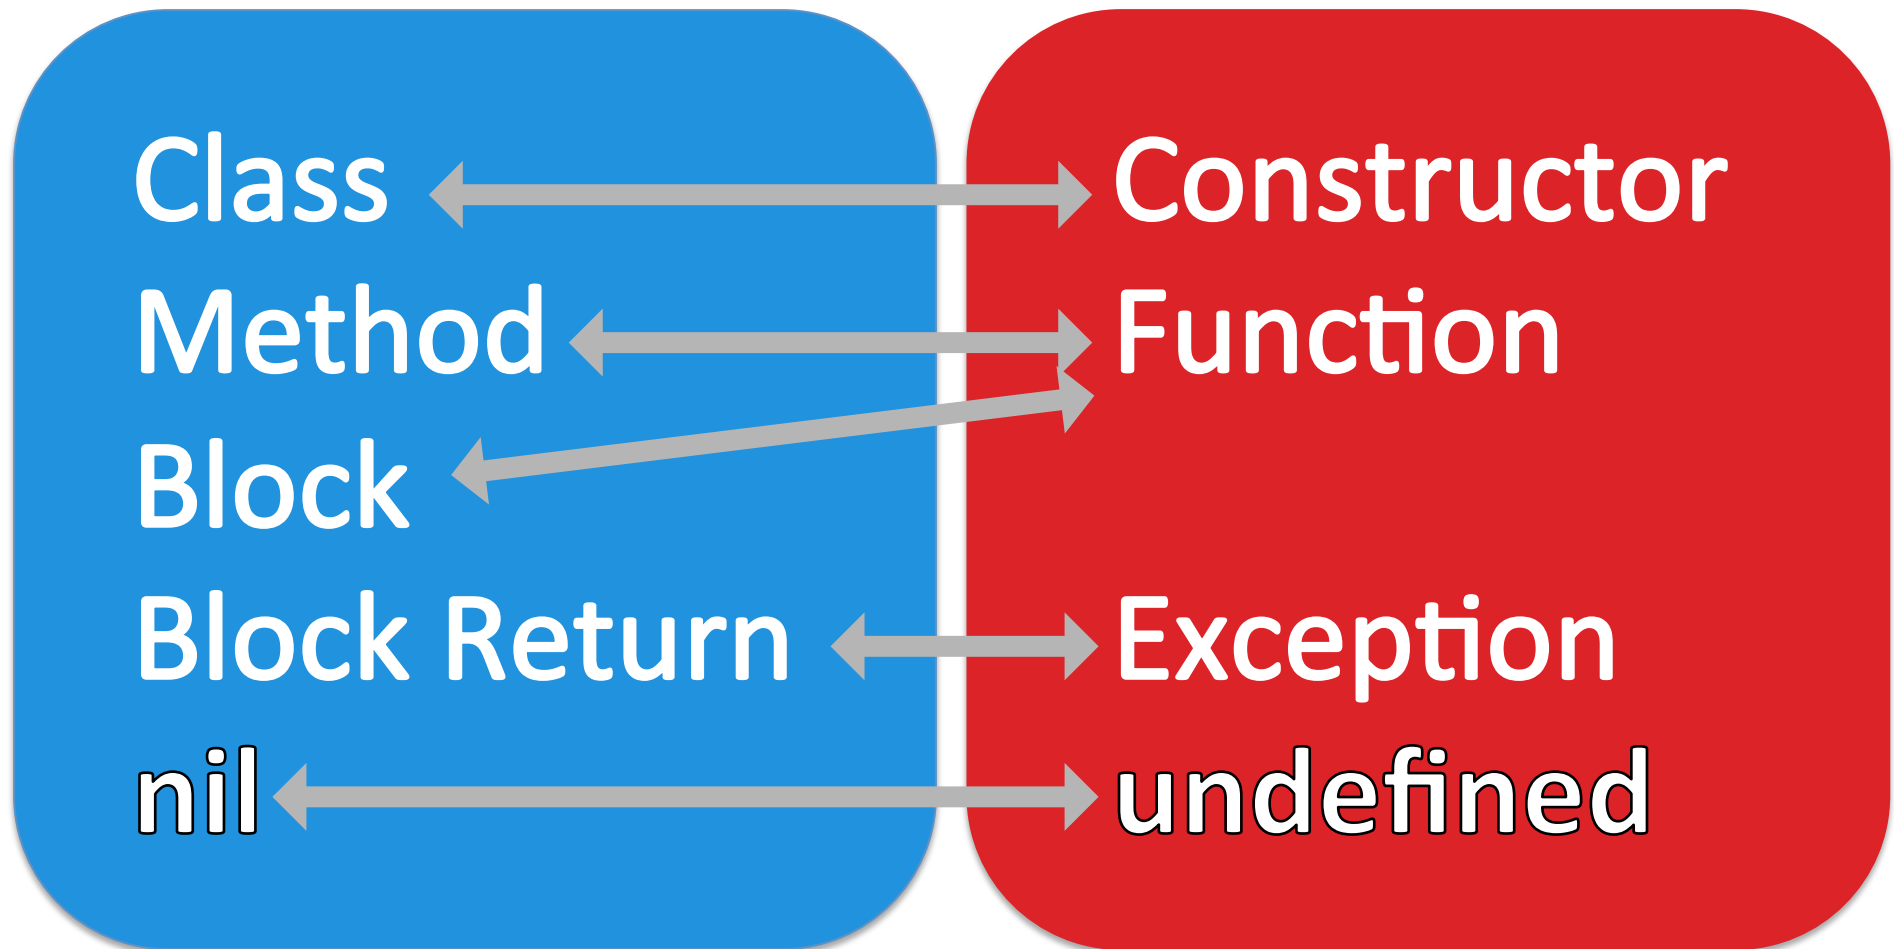 Class
Method
Block
Block Return
nil
Constructor
Function
Exception
undefined